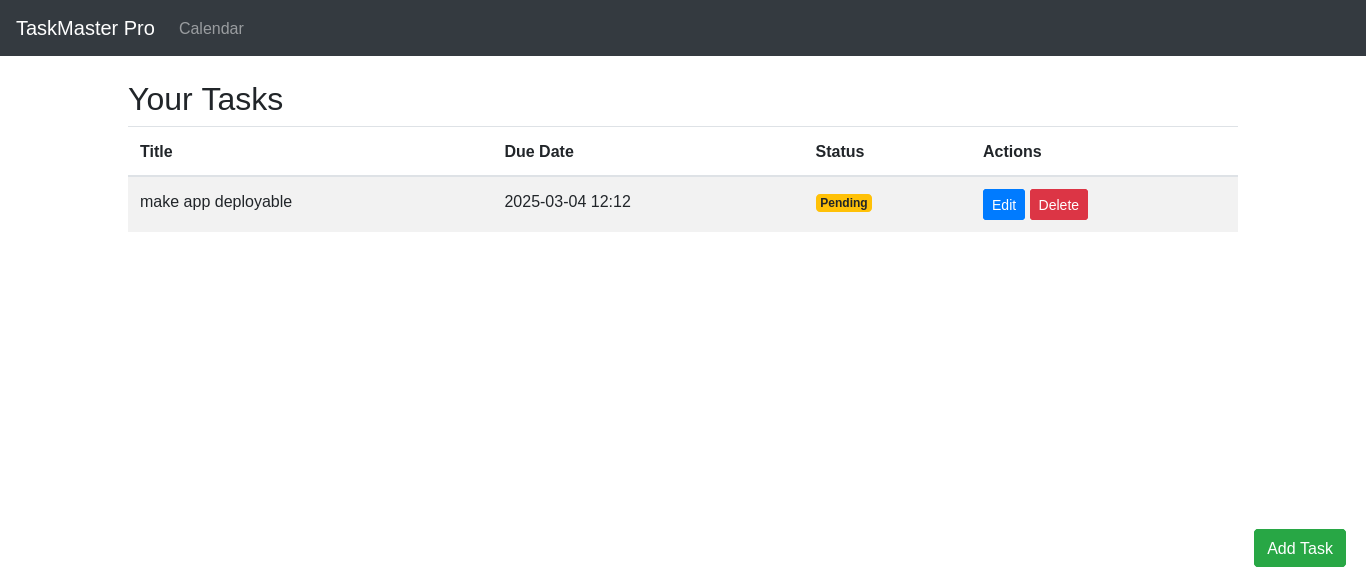 TaskMaster Pro Calendar
Your Tasks
Title Due Date Status Actions
make app deployable 2025-03-04 12:12 Pending Edit Delete
Add Task